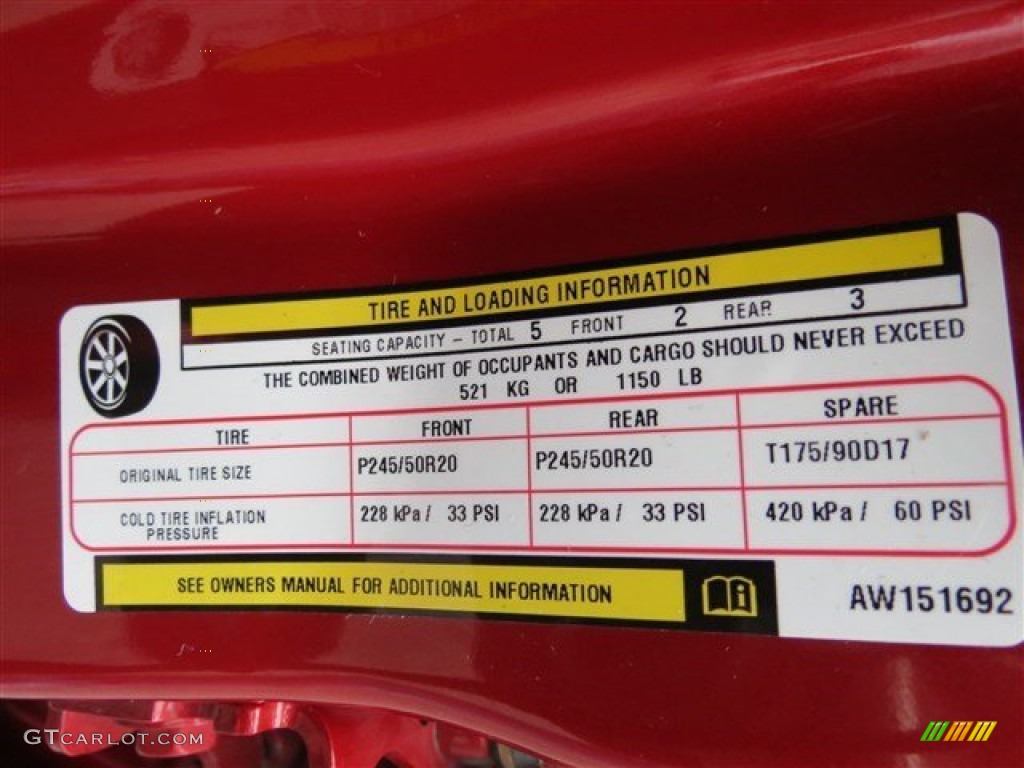 TIRE AND LOADING INFORMATION
SEATING CAPACITY – TOTAL 5 FRONT 2 REAR 3
THE COMBINED WEIGHT OF OCCUPANTS AND CARGO SHOULD NEVER EXCEED
521 KG OR 1150 LB
TIRE FRONT REAR SPARE
ORIGINAL TIRE SIZE P245/50R20 P245/50R20 T175/90D17
COLD TIRE INFLATION
PRESSURE 228 kPa / 33 PSI 228 kPa / 33 PSI 420 kPa / 60 PSI
SEE OWNERS MANUAL FOR ADDITIONAL INFORMATION
AW151692
GTCARLOT.COM